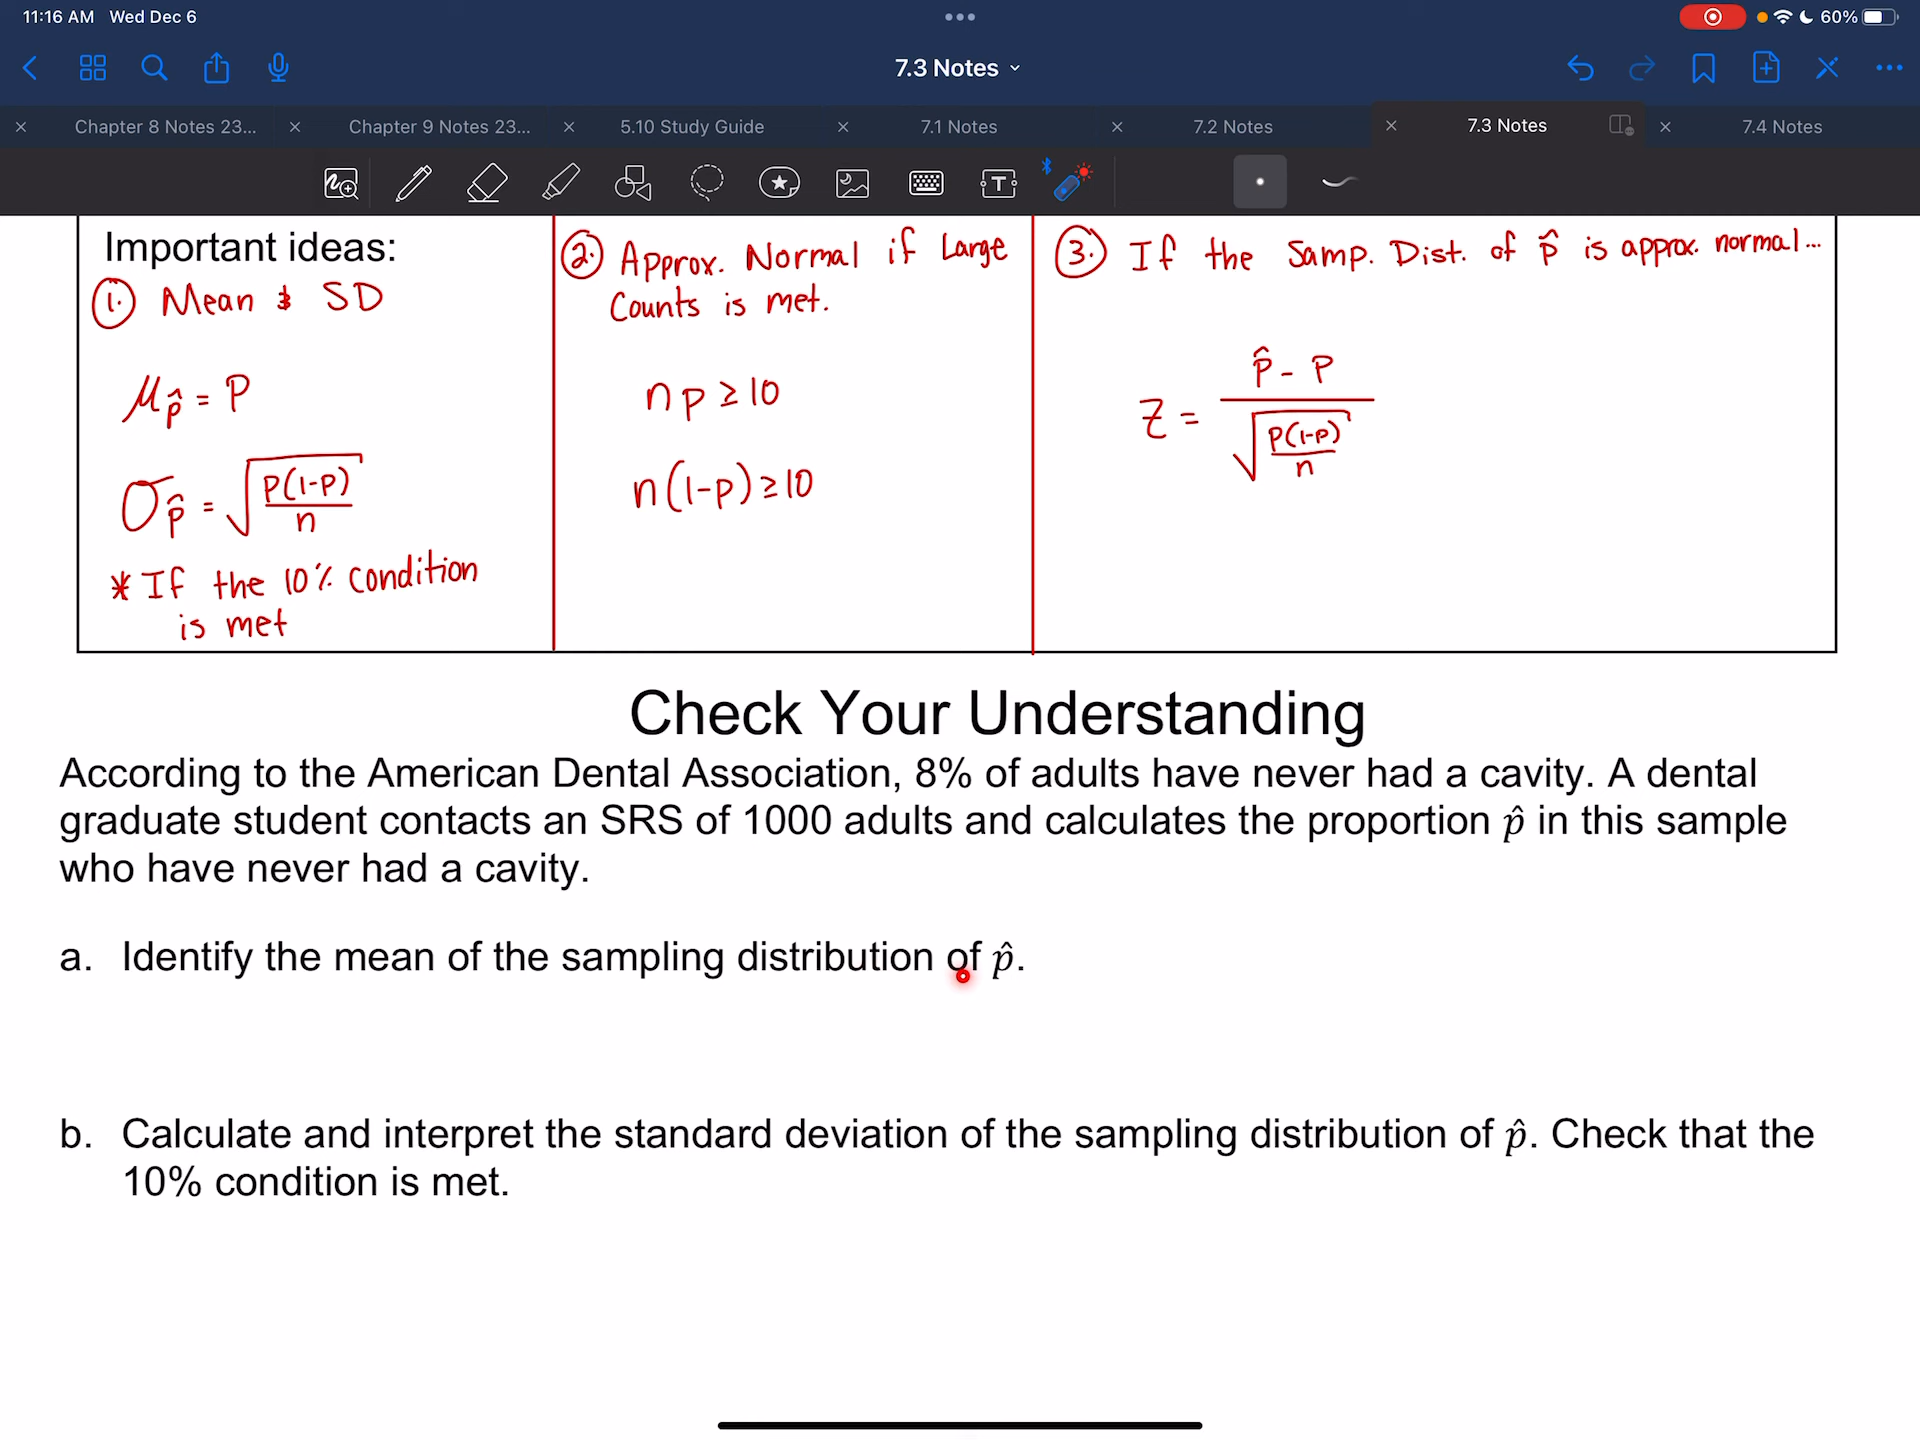 11:16 AM Wed Dec 6
60%
7.3 Notes
Chapter 8 Notes 23...
Chapter 9 Notes 23...
5.10 Study Guide
7.1 Notes
7.2 Notes
7.3 Notes
7.4 Notes
Important ideas:
① Mean & SD
μp̂ = P
σp̂ = √(P(1-P)/n)
* If the 10% condition
is met
② Approx. Normal if Large
Counts is met.
np ≥ 10
n(1-p) ≥ 10
③ If the Samp. Dist. of p̂ is approx. normal...
Z = (p̂ - P)/√(P(1-P)/n)
Check Your Understanding
According to the American Dental Association, 8% of adults have never had a cavity. A dental
graduate student contacts an SRS of 1000 adults and calculates the proportion p̂ in this sample
who have never had a cavity.
a. Identify the mean of the sampling distribution of p̂.
b. Calculate and interpret the standard deviation of the sampling distribution of p̂. Check that the
10% condition is met.